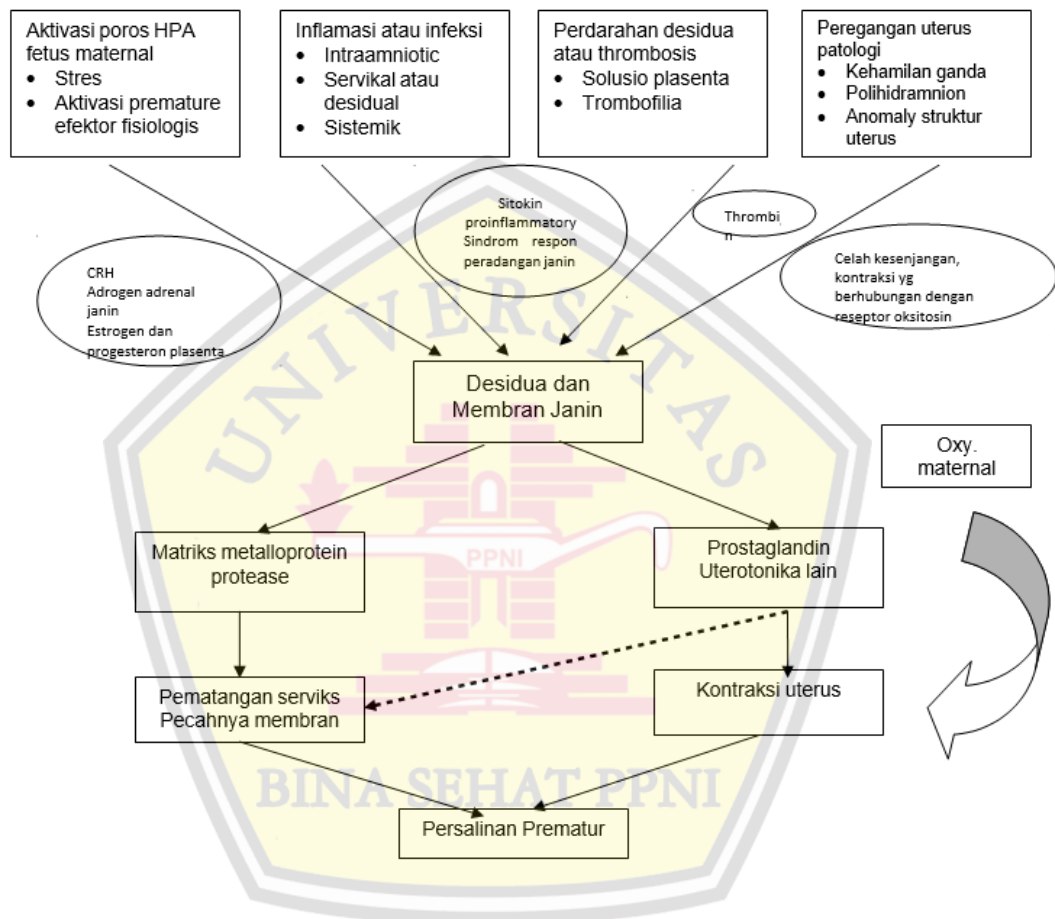 Aktivasi poros HPA
fetus maternal
• Stres
• Aktivasi premature
efektor fisiologis
Inflamasi atau infeksi
• Intraamniotic
• Servikal atau
desidual
• Sistemik
Perdarahan desidua
atau thrombosis
• Solusio plasenta
• Trombofilia
Peregangan uterus
patologi
• Kehamilan ganda
• Polihidramnion
• Anomaly struktur
uterus
CRH
Adrogen adrenal
janin
Estrogen dan
progesteron plasenta
Sitokin
proinflammatory
Sindrom respon
peradangan janin
Thrombi
n
Celah kesenjangan,
kontraksi yg
berhubungan dengan
reseptor oksitosin
Desidua dan
Membran Janin
Oxy.
maternal
Matriks metalloprotein
protease
Prostaglandin
Uterotonika lain
Pematangan serviks
Pecahnya membran
Kontraksi uterus
Persalinan Prematur
UNIVERSITAS
PPNI
BINA SEHAT PPNI